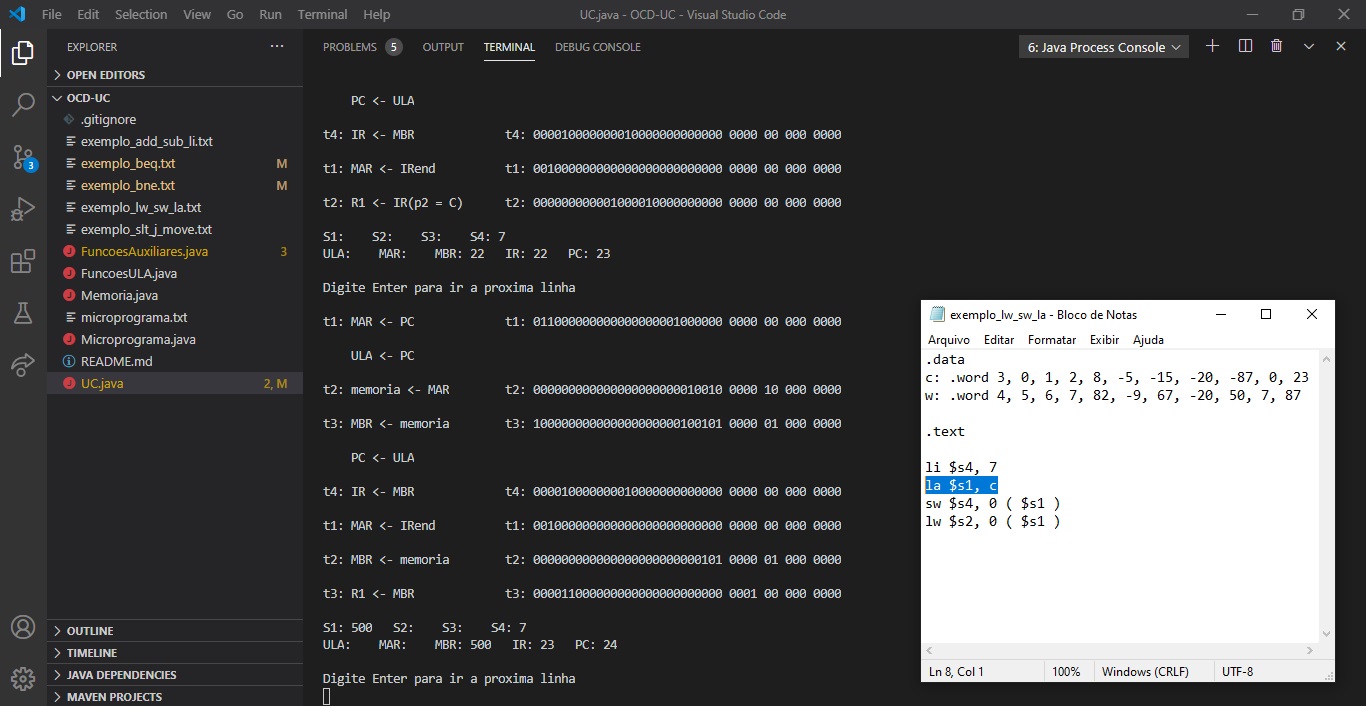 File Edit Selection View Go Run Terminal Help
UC.java - OCD-UC - Visual Studio Code
EXPLORER
OPEN EDITORS
OCD-UC
.gitignore
exemplo_add_sub_li.txt
exemplo_beq.txt M
exemplo_bne.txt M
exemplo_lw_sw_la.txt
exemplo_slt_j_move.txt
FuncoesAuxiliares.java 3
FuncoesULA.java
Memoria.java
microprograma.txt
Microprograma.java
README.md
UC.java 2, M
3
OUTLINE
TIMELINE
JAVA DEPENDENCIES
MAVEN PROJECTS
PROBLEMS 5 OUTPUT TERMINAL DEBUG CONSOLE
6: Java Process Console
PC <- ULA
t4: IR <- MBR t4: 000010000000010000000000000 0000 00 000 0000
t1: MAR <- IRend t1: 001000000000000000000000000 0000 00 000 0000
t2: R1 <- IR(p2 = C) t2: 000000000001000010000000000 0000 00 000 0000
S1: S2: S3: S4: 7
ULA: MAR: MBR: 22 IR: 22 PC: 23
Digite Enter para ir a proxima linha
t1: MAR <- PC t1: 011000000000000000001000000 0000 00 000 0000
ULA <- PC
t2: memoria <- MAR t2: 000000000000000000000010010 0000 10 000 0000
t3: MBR <- memoria t3: 100000000000000000000100101 0000 01 000 0000
PC <- ULA
t4: IR <- MBR t4: 000010000000010000000000000 0000 00 000 0000
t1: MAR <- IRend t1: 001000000000000000000000000 0000 00 000 0000
t2: MBR <- memoria t2: 000000000000000000000000101 0000 01 000 0000
t3: R1 <- MBR t3: 000011000000000000000000000 0001 00 000 0000
S1: 500 S2: S3: S4: 7
ULA: MAR: MBR: 500 IR: 23 PC: 24
Digite Enter para ir a proxima linha
exemplo_lw_sw_la - Bloco de Notas
Arquivo Editar Formatar Exibir Ajuda
.data
c: .word 3, 0, 1, 2, 8, -5, -15, -20, -87, 0, 23
w: .word 4, 5, 6, 7, 82, -9, 67, -20, 50, 7, 87
.text
li $s4, 7
la $s1, c
sw $s4, 0 ( $s1 )
lw $s2, 0 ( $s1 )
Ln 8, Col 1 100% Windows (CRLF) UTF-8